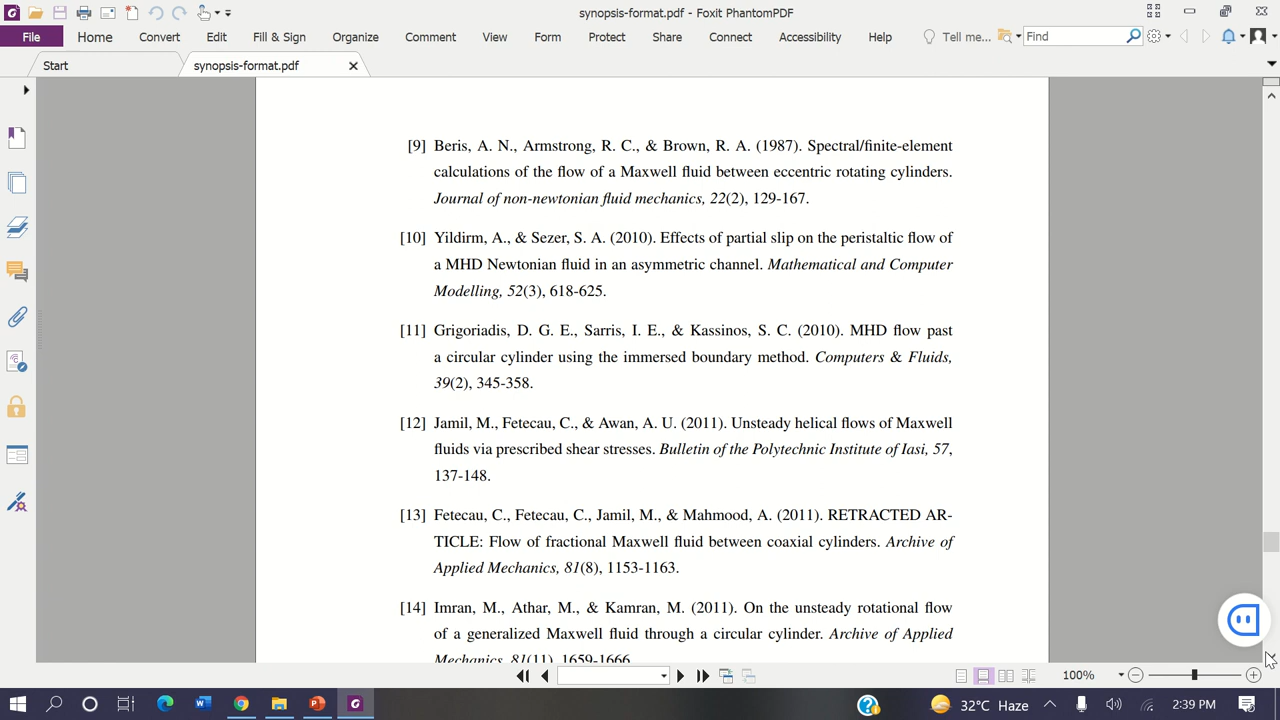 synopsis-format.pdf - Foxit PhantomPDF
File Home Convert Edit Fill & Sign Organize Comment View Form Protect Share Connect Accessibility Help Tell me... Find
Start synopsis-format.pdf
[9] Beris, A. N., Armstrong, R. C., & Brown, R. A. (1987). Spectral/finite-element
calculations of the flow of a Maxwell fluid between eccentric rotating cylinders.
Journal of non-newtonian fluid mechanics, 22(2), 129-167.
[10] Yildirm, A., & Sezer, S. A. (2010). Effects of partial slip on the peristaltic flow of
a MHD Newtonian fluid in an asymmetric channel. Mathematical and Computer
Modelling, 52(3), 618-625.
[11] Grigoriadis, D. G. E., Sarris, I. E., & Kassinos, S. C. (2010). MHD flow past
a circular cylinder using the immersed boundary method. Computers & Fluids,
39(2), 345-358.
[12] Jamil, M., Fetecau, C., & Awan, A. U. (2011). Unsteady helical flows of Maxwell
fluids via prescribed shear stresses. Bulletin of the Polytechnic Institute of Iasi, 57,
137-148.
[13] Fetecau, C., Fetecau, C., Jamil, M., & Mahmood, A. (2011). RETRACTED AR-
TICLE: Flow of fractional Maxwell fluid between coaxial cylinders. Archive of
Applied Mechanics, 81(8), 1153-1163.
[14] Imran, M., Athar, M., & Kamran, M. (2011). On the unsteady rotational flow
of a generalized Maxwell fluid through a circular cylinder. Archive of Applied
Mechanics, 81(11), 1659-1666.
100%
32°C Haze 2:39 PM